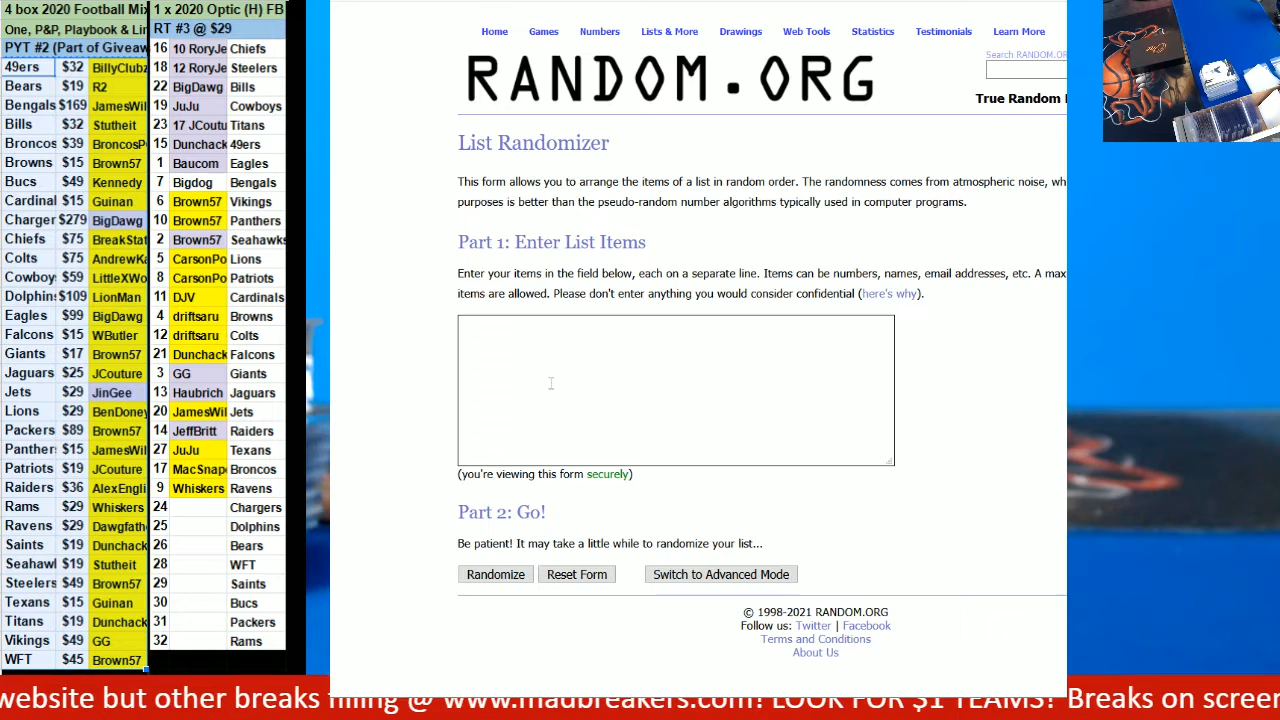 4 box 2020 Football Mix
One, P&P, Playbook & Lim
PYT #2 (Part of Giveaw
49ers $32 BillyClubz
Bears $19 R2
Bengals $169 JamesWil
Bills $32 Stutheit
Broncos $39 BroncosP
Browns $15 Brown57
Bucs $49 Kennedy
Cardinal $15 Guinan
Charger $279 BigDawg
Chiefs $75 BreakStat
Colts $75 AndrewKa
Cowboy $59 LittleXWo
Dolphins $109 LionMan
Eagles $99 BigDawg
Falcons $15 WButler
Giants $17 Brown57
Jaguars $25 JCouture
Jets $29 JinGee
Lions $29 BenDoney
Packers $89 Brown57
Panther $15 JamesWil
Patriots $19 JCouture
Raiders $36 AlexEngli
Rams $29 Whiskers
Ravens $29 Dawgfath
Saints $19 Dunchack
Seahawl $19 Stutheit
Steelers $49 Brown57
Texans $15 Guinan
Titans $19 Dunchack
Vikings $49 GG
WFT $45 Brown57
1 x 2020 Optic (H) FB
RT #3 @ $29
16 10 RoryJe Chiefs
18 12 RoryJe Steelers
22 BigDawg Bills
19 JuJu Cowboys
23 17 JCoutu Titans
15 Dunchack 49ers
1 Baucom Eagles
7 Bigdog Bengals
6 Brown57 Vikings
10 Brown57 Panthers
2 Brown57 Seahawks
5 CarsonPo Lions
8 CarsonPo Patriots
11 DJV Cardinals
4 driftsaru Browns
12 driftsaru Colts
21 Dunchack Falcons
3 GG Giants
13 Haubrich Jaguars
20 JamesWil Jets
14 JeffBritt Raiders
27 JuJu Texans
17 MacSnap Broncos
9 Whiskers Ravens
24 Chargers
25 Dolphins
26 Bears
28 WFT
29 Saints
30 Bucs
31 Packers
32 Rams
Home Games Numbers Lists & More Drawings Web Tools Statistics Testimonials Learn More
Search RANDOM.OR
RANDOM.ORG
True Random
List Randomizer
This form allows you to arrange the items of a list in random order. The randomness comes from atmospheric noise, wh
purposes is better than the pseudo-random number algorithms typically used in computer programs.
Part 1: Enter List Items
Enter your items in the field below, each on a separate line. Items can be numbers, names, email addresses, etc. A max
items are allowed. Please don't enter anything you would consider confidential (here's why).
(you're viewing this form securely)
Part 2: Go!
Be patient! It may take a little while to randomize your list...
Randomize Reset Form Switch to Advanced Mode
© 1998-2021 RANDOM.ORG
Follow us: Twitter | Facebook
Terms and Conditions
About Us
website but other breaks filling @ www.madbreakers.com! LOOK FOR $1 TEAMS! Breaks on screen